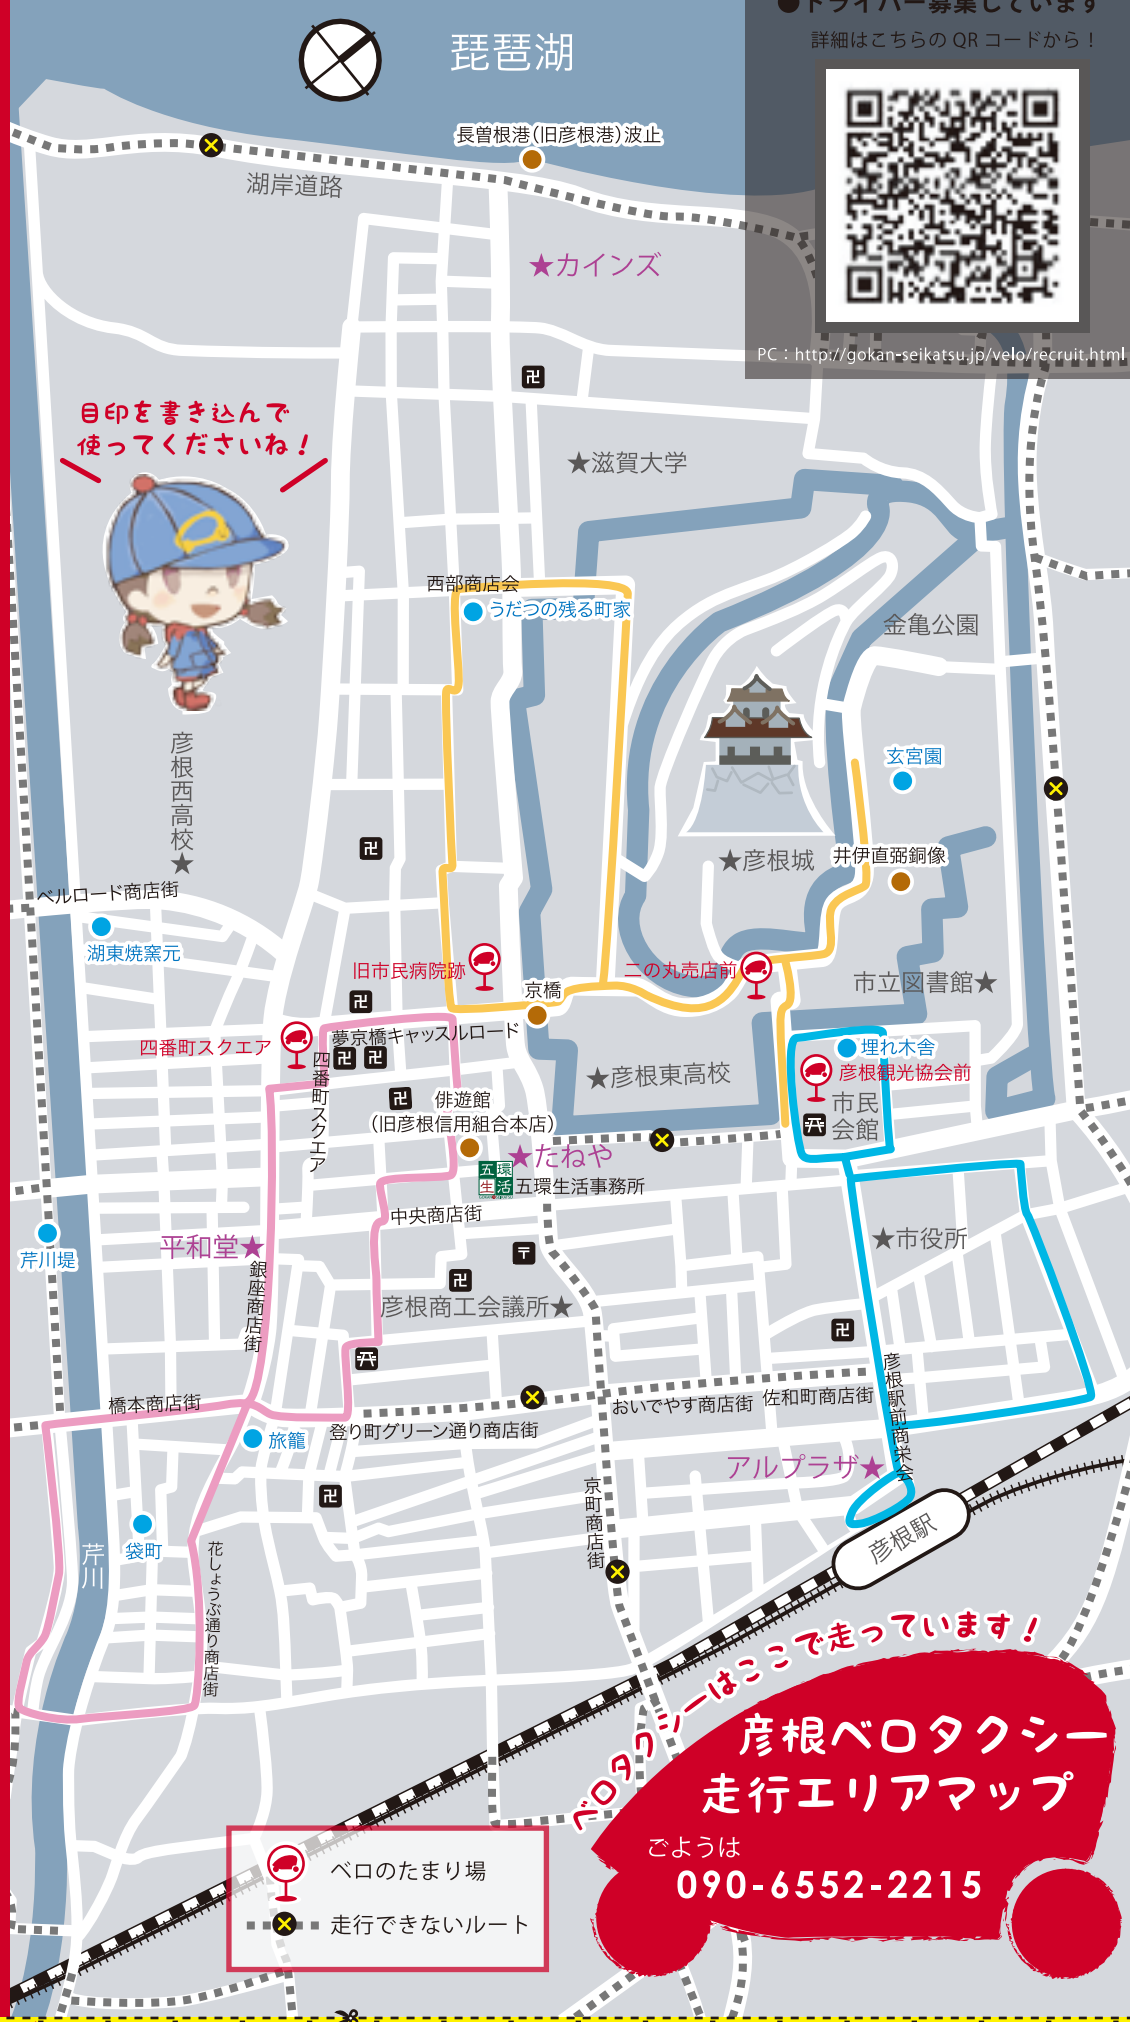 琵琶湖
●ドライバー募集しています
詳細はこちらの QR コードから！
PC：http://gokan-seikatsu.jp/velo/recruit.html
長曽根港（旧彦根港）波止
湖岸道路
★カインズ
目印を書き込んで
使ってくださいね！
★滋賀大学
西部商店会
うだつの残る町家
金亀公園
彦根西高校★
玄宮園
★彦根城
井伊直弼銅像
ベルロード商店街
湖東焼窯元
旧市民病院跡
二の丸売店前
市立図書館★
京橋
夢京橋キャッスルロード
四番町スクエア
四番町スクエア
埋れ木舎
彦根観光協会前
★彦根東高校
市民
会館
俳遊館
（旧彦根信用組合本店）
★たねや
五環
生活
五環生活事務所
中央商店街
芹川堤
平和堂★
銀座商店街
★市役所
彦根商工会議所★
〒
彦根駅前商栄会
橋本商店街
おいでやす商店街
佐和町商店街
登り町グリーン通り商店街
旅籠
アルプラザ★
京町商店街
彦根駅
袋町
芹川
花しょうぶ通り商店街
ベロタクシーはここで走っています！
彦根ベロタクシー
走行エリアマップ
ごようは
090-6552-2215
ベロのたまり場
走行できないルート